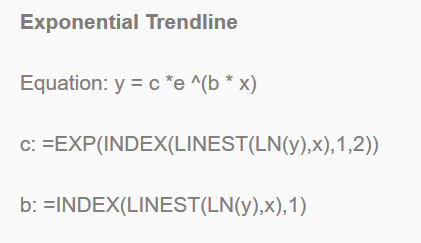 Exponential Trendline
Equation: y = c *e ^(b * x)
c: =EXP(INDEX(LINEST(LN(y),x),1,2))
b: =INDEX(LINEST(LN(y),x),1)